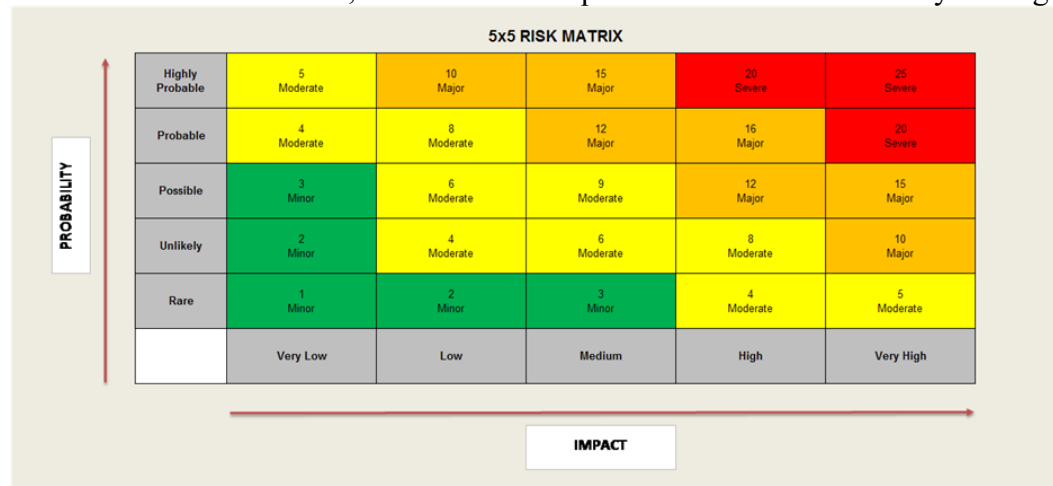 5x5 RISK MATRIX
Highly
Probable
5
Moderate
10
Major
15
Major
20
Severe
25
Severe
Probable
4
Moderate
8
Moderate
12
Major
16
Major
20
Severe
Possible
3
Minor
6
Moderate
9
Moderate
12
Major
15
Major
Unlikely
2
Minor
4
Moderate
6
Moderate
8
Moderate
10
Major
Rare
1
Minor
2
Minor
3
Minor
4
Moderate
5
Moderate
Very Low
Low
Medium
High
Very High
PROBABILITY
IMPACT